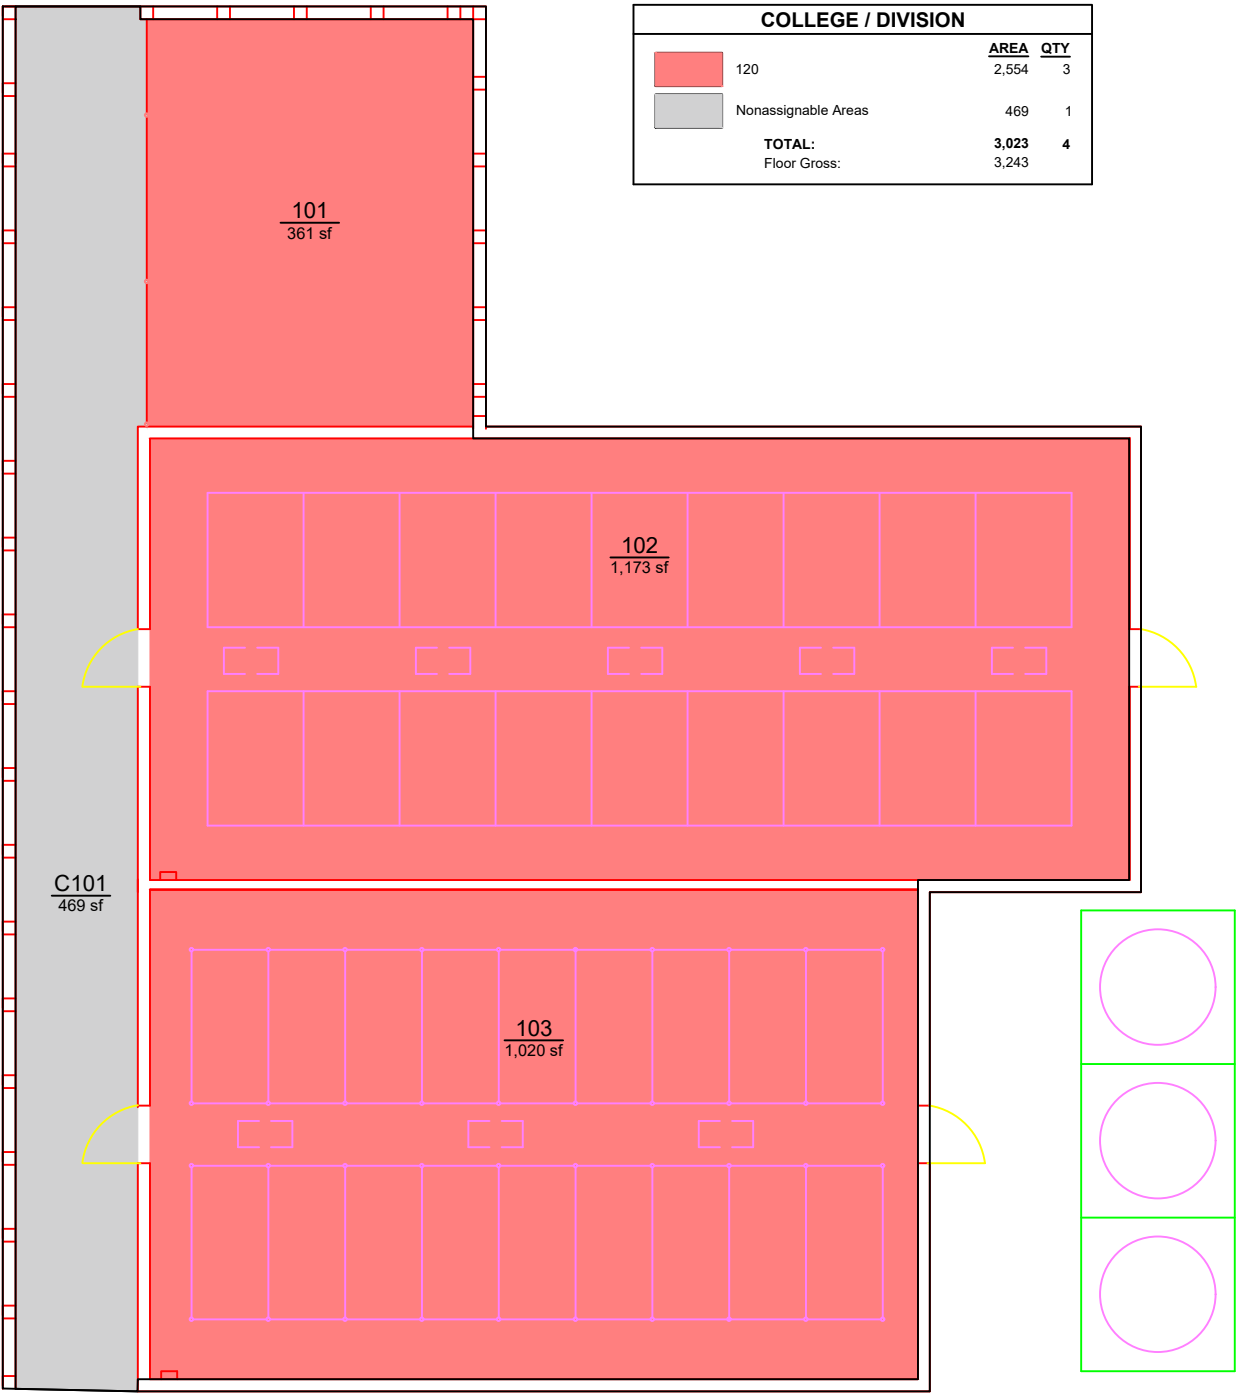 COLLEGE / DIVISION
AREA QTY
120 2,554 3
Nonassignable Areas 469 1
TOTAL: 3,023 4
Floor Gross: 3,243
101
361 sf
102
1,173 sf
C101
469 sf
103
1,020 sf